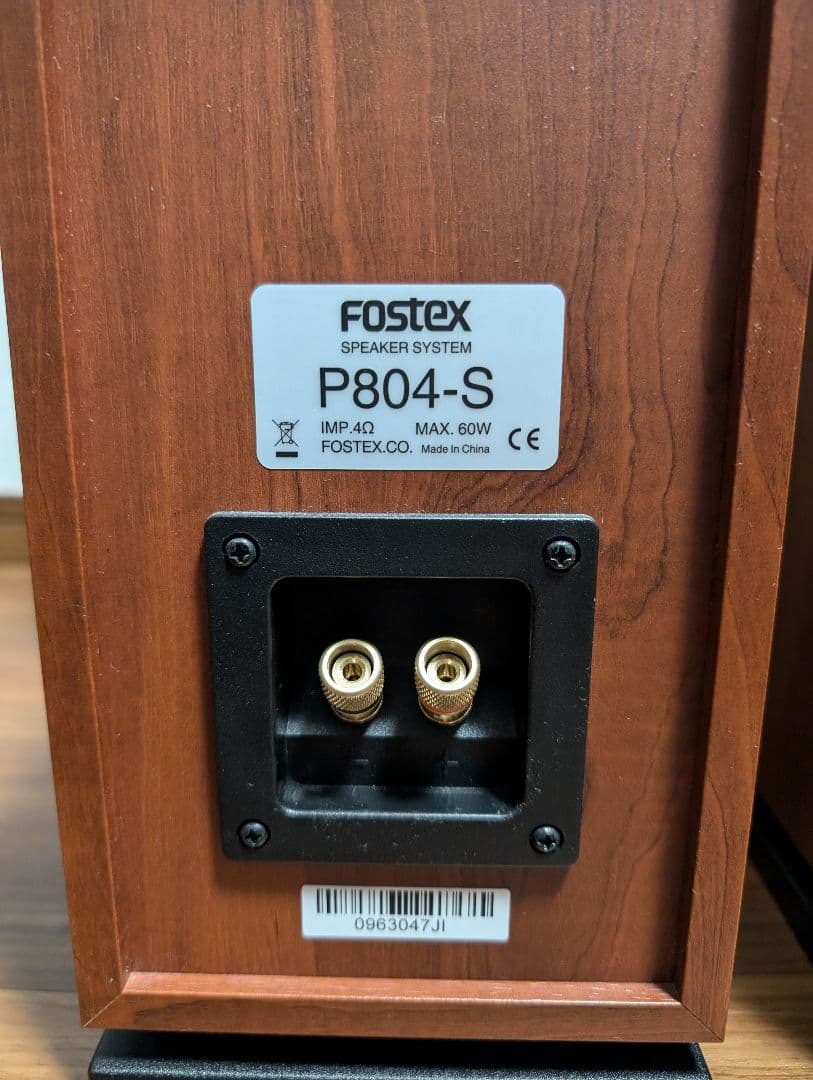 Fostex
SPEAKER SYSTEM
P804-S
IMP.4Ω MAX. 60W
FOSTEX.CO. Made In China
CE
- +
0963047JI